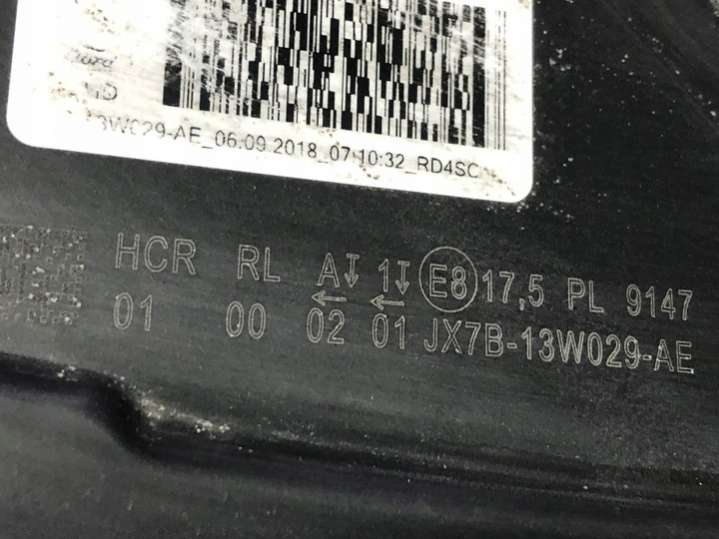 Ford
13W029-AE_06.09.2018_07:10:32_RD4SC
HCR RL A 1 E8 17,5 PL 9147
01 00 02 01 JX7B-13W029-AE